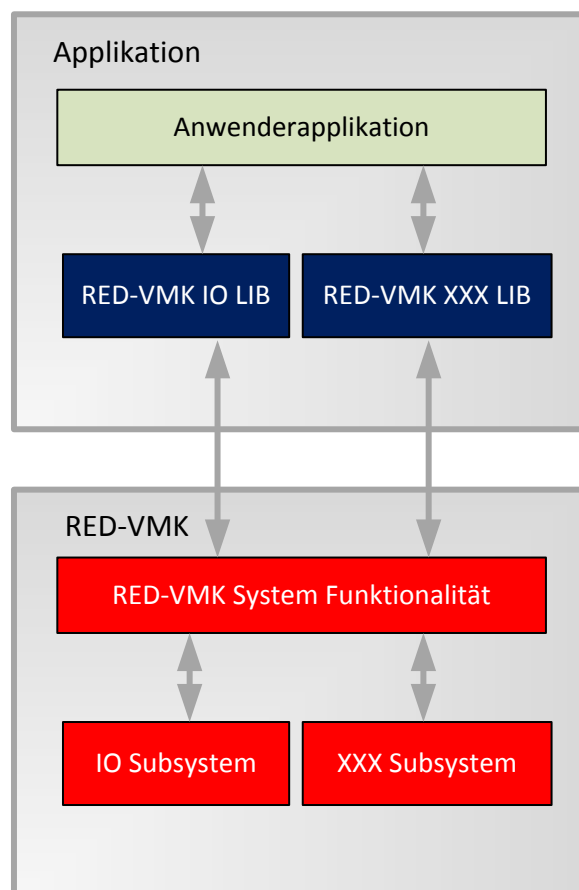 Applikation
Anwenderapplikation
RED-VMK IO LIB
RED-VMK XXX LIB
RED-VMK
RED-VMK System Funktionalität
IO Subsystem
XXX Subsystem